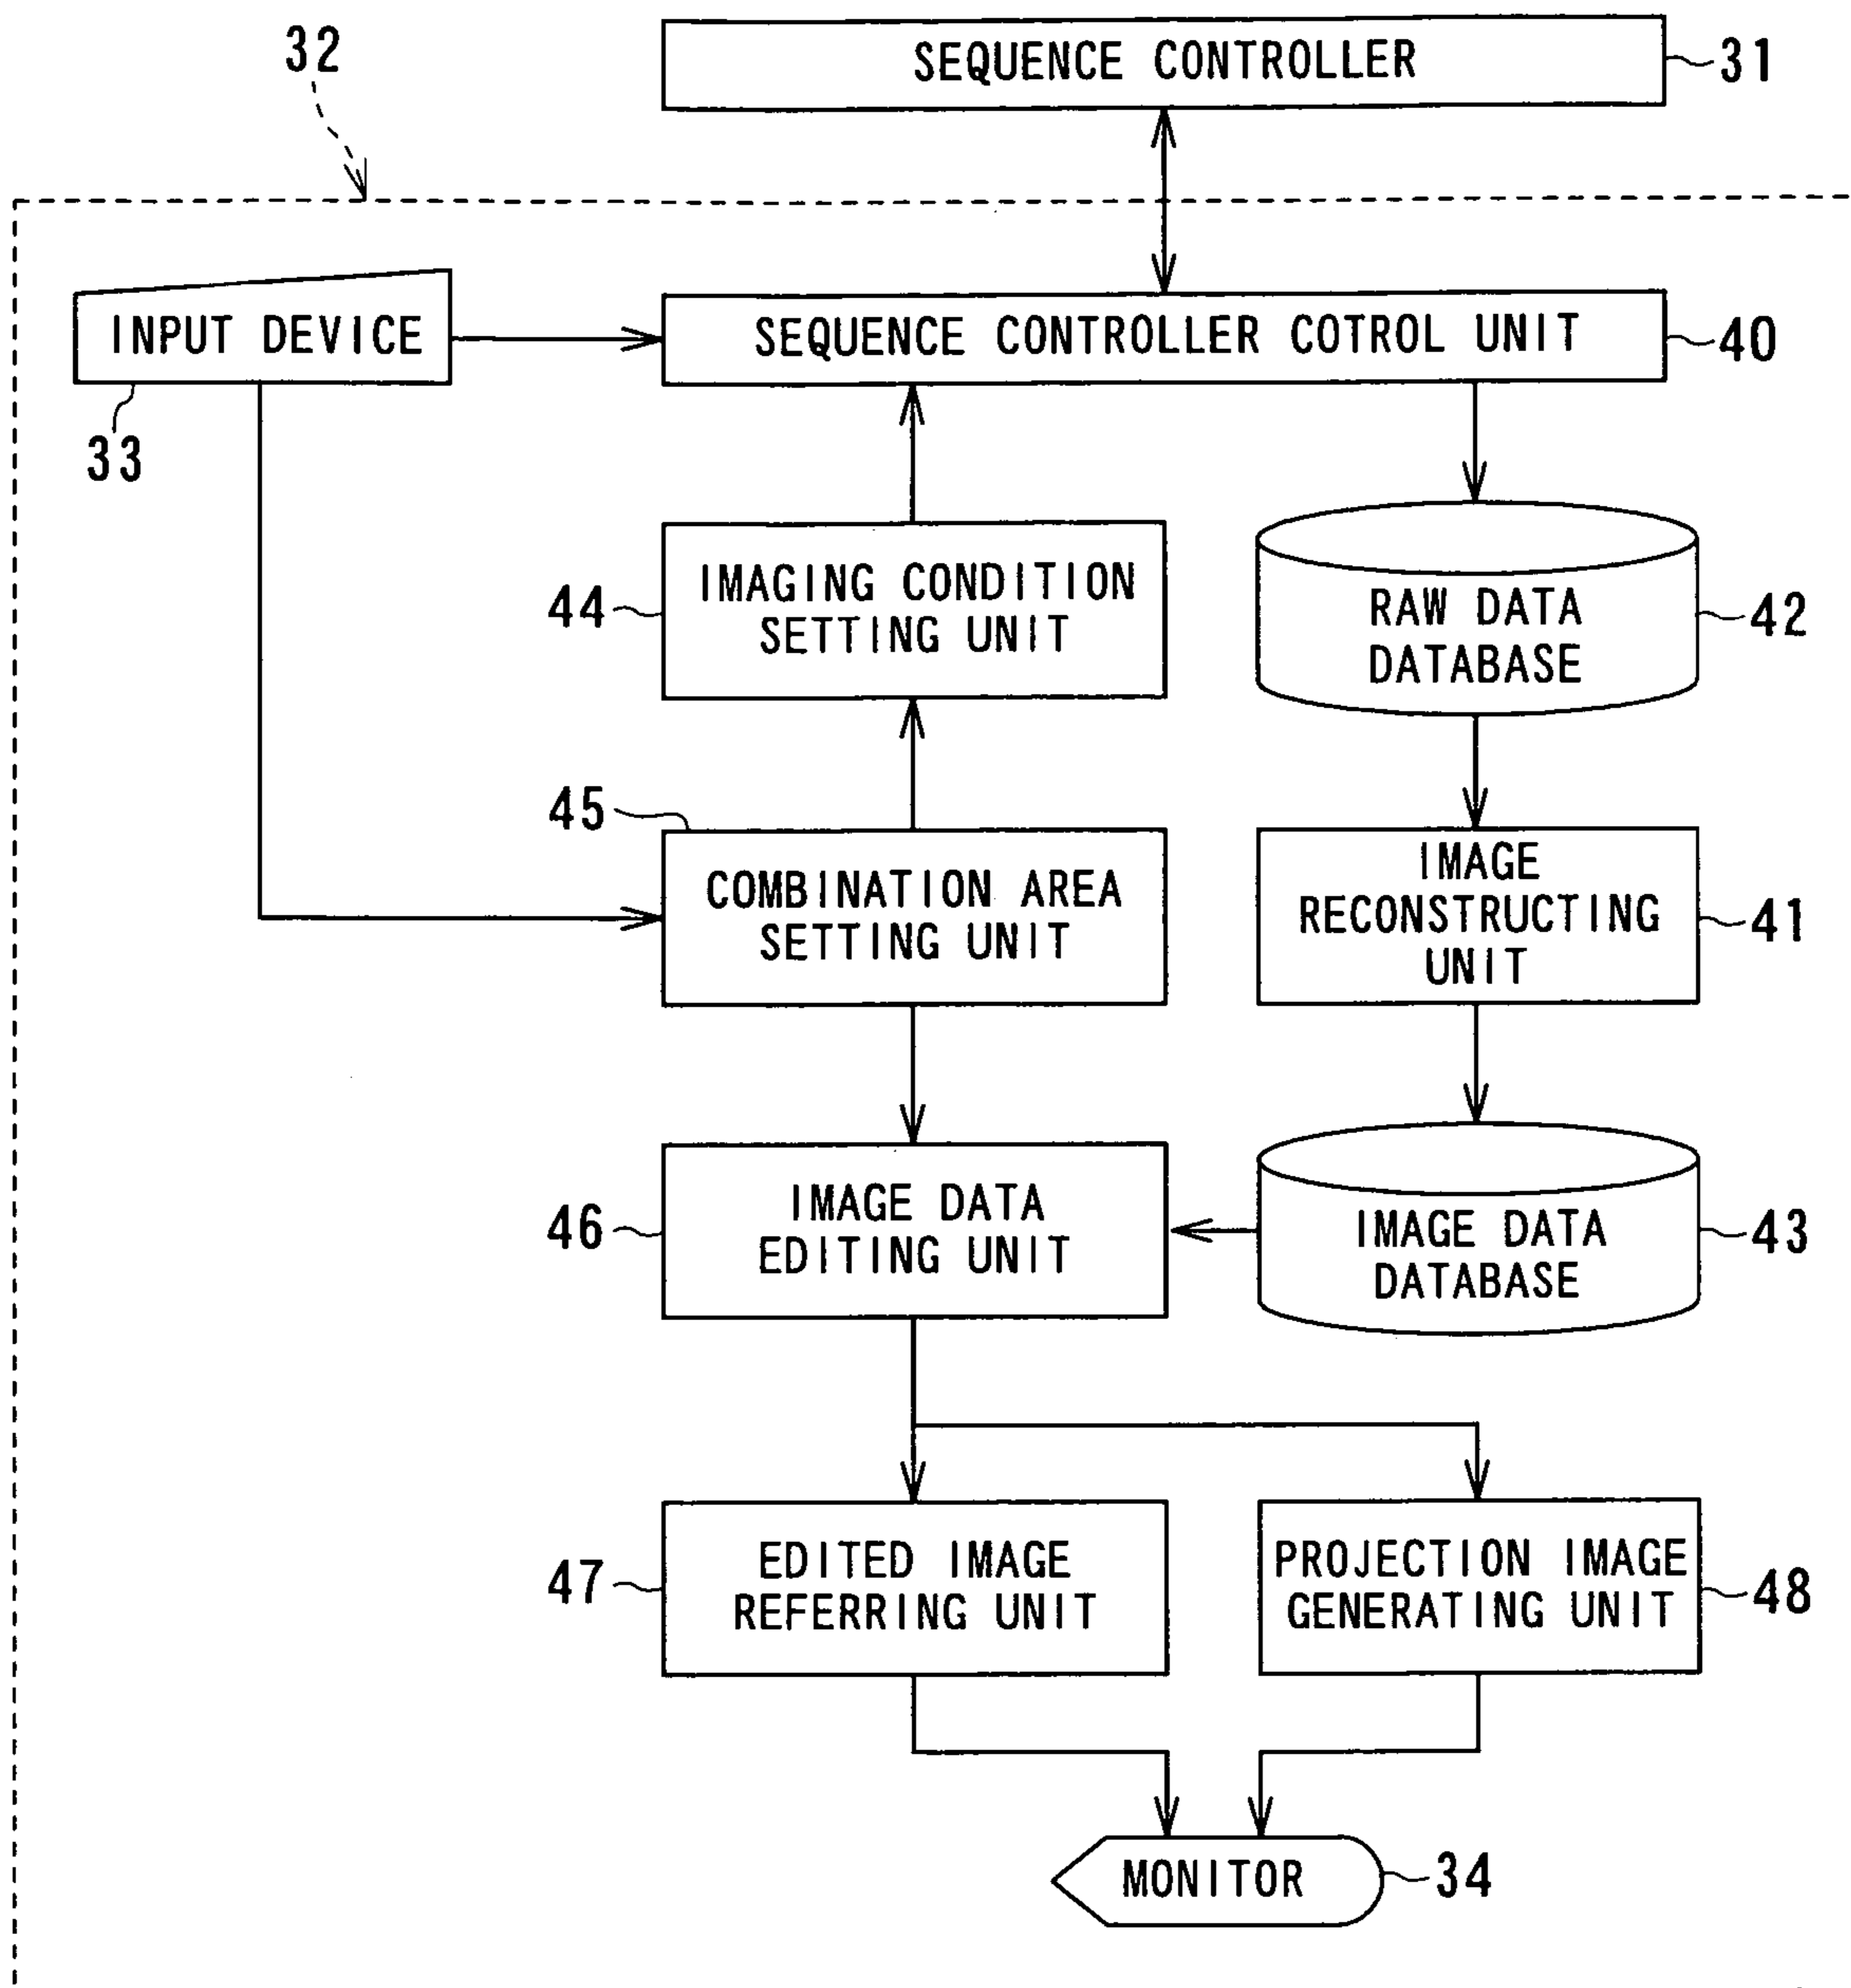 32
SEQUENCE CONTROLLER
31
INPUT DEVICE
33
SEQUENCE CONTROLLER COTROL UNIT
40
44
IMAGING CONDITION
SETTING UNIT
RAW DATA
DATABASE
42
45
COMBINATION AREA
SETTING UNIT
IMAGE
RECONSTRUCTING
UNIT
41
46
IMAGE DATA
EDITING UNIT
IMAGE DATA
DATABASE
43
47
EDITED IMAGE
REFERRING UNIT
PROJECTION IMAGE
GENERATING UNIT
48
MONITOR
34